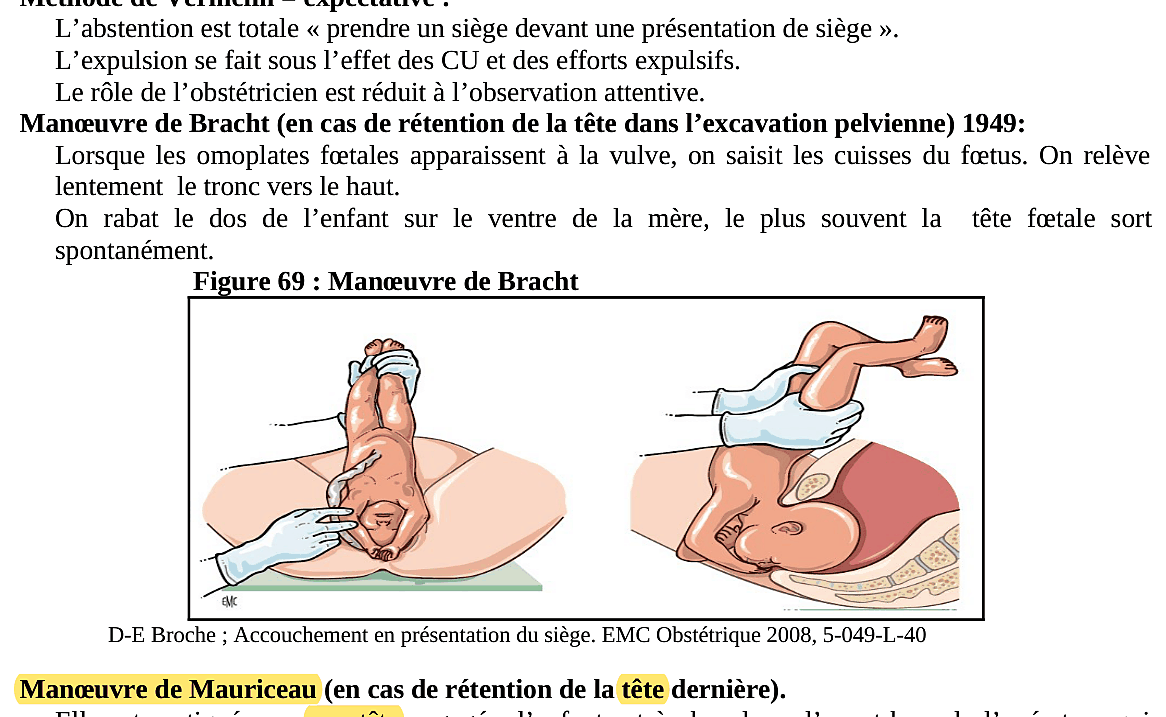 Méthode de Vermelin = expectative :
L’abstention est totale « prendre un siège devant une présentation de siège ».
L’expulsion se fait sous l’effet des CU et des efforts expulsifs.
Le rôle de l’obstétricien est réduit à l’observation attentive.
Manœuvre de Bracht (en cas de rétention de la tête dans l’excavation pelvienne) 1949:
Lorsque les omoplates fœtales apparaissent à la vulve, on saisit les cuisses du fœtus. On relève
lentement le tronc vers le haut.
On rabat le dos de l’enfant sur le ventre de la mère, le plus souvent la tête fœtale sort
spontanément.
Figure 69 : Manœuvre de Bracht
EMC
D-E Broche ; Accouchement en présentation du siège. EMC Obstétrique 2008, 5-049-L-40
Manœuvre de Mauriceau (en cas de rétention de la tête dernière).